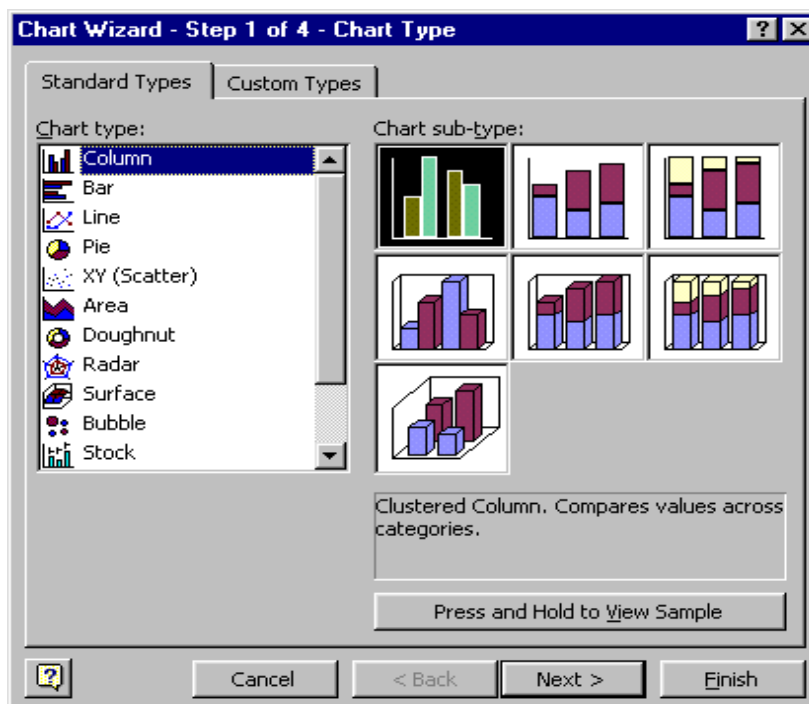 Chart Wizard - Step 1 of 4 - Chart Type
Standard Types
Custom Types
Chart type:
Column
Bar
Line
Pie
XY (Scatter)
Area
Doughnut
Radar
Surface
Bubble
Stock
Chart sub-type:
Clustered Column. Compares values across
categories.
Press and Hold to View Sample
Cancel
< Back
Next >
Finish